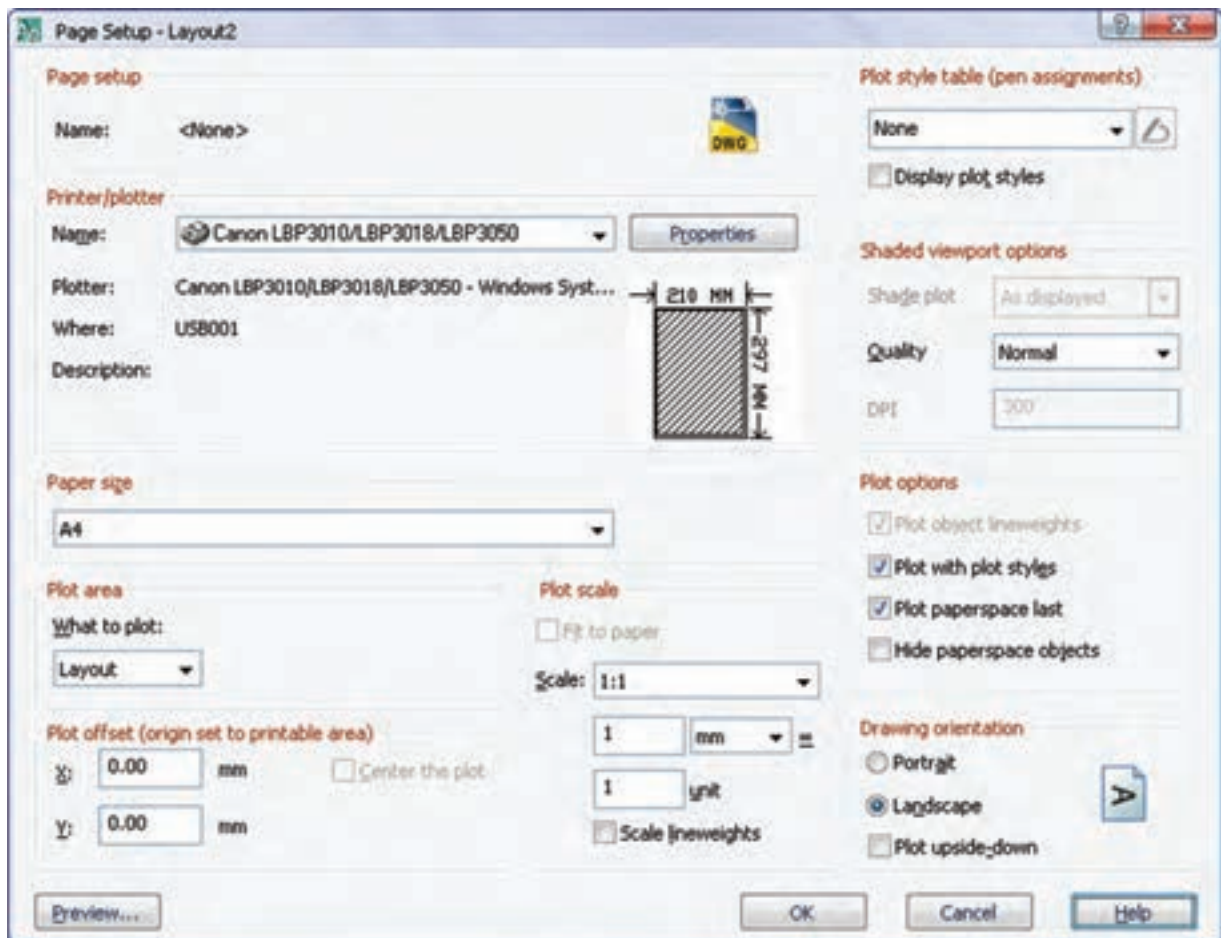 Page Setup - Layout2
Page setup
Name: <None>
DWG
Printer/plotter
Name: Canon LBP3010/LBP3018/LBP3050
Properties
Plotter: Canon LBP3010/LBP3018/LBP3050 - Windows Syst...
Where: USB001
Description:
210 MM
297 MM
Paper size
A4
Plot area
What to plot:
Layout
Plot offset (origin set to printable area)
X: 0.00 mm
Center the plot
Y: 0.00 mm
Plot scale
Fit to paper
Scale: 1:1
1 mm =
1 unit
Scale lineweights
Plot style table (pen assignments)
None
Display plot styles
Shaded viewport options
Shade plot As displayed
Quality Normal
DPI 300
Plot options
Plot object lineweights
Plot with plot styles
Plot paperspace last
Hide paperspace objects
Drawing orientation
Portrait
Landscape
A
Plot upside-down
Preview...
OK
Cancel
Help